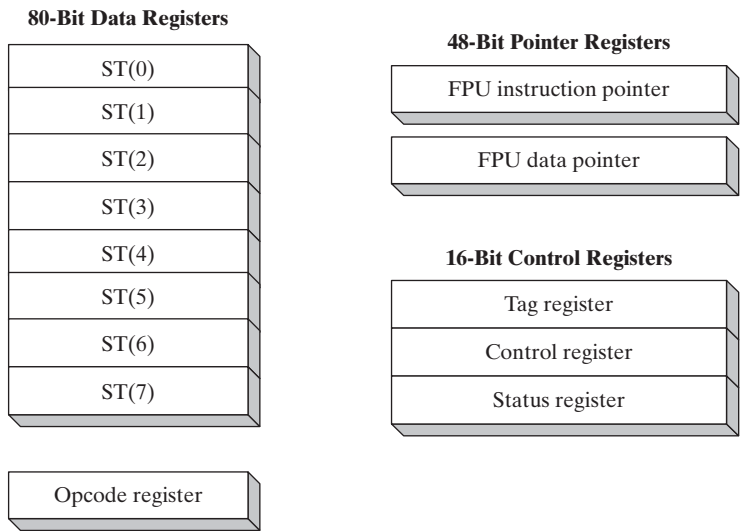 80-Bit Data Registers
ST(0)
ST(1)
ST(2)
ST(3)
ST(4)
ST(5)
ST(6)
ST(7)
Opcode register
48-Bit Pointer Registers
FPU instruction pointer
FPU data pointer
16-Bit Control Registers
Tag register
Control register
Status register